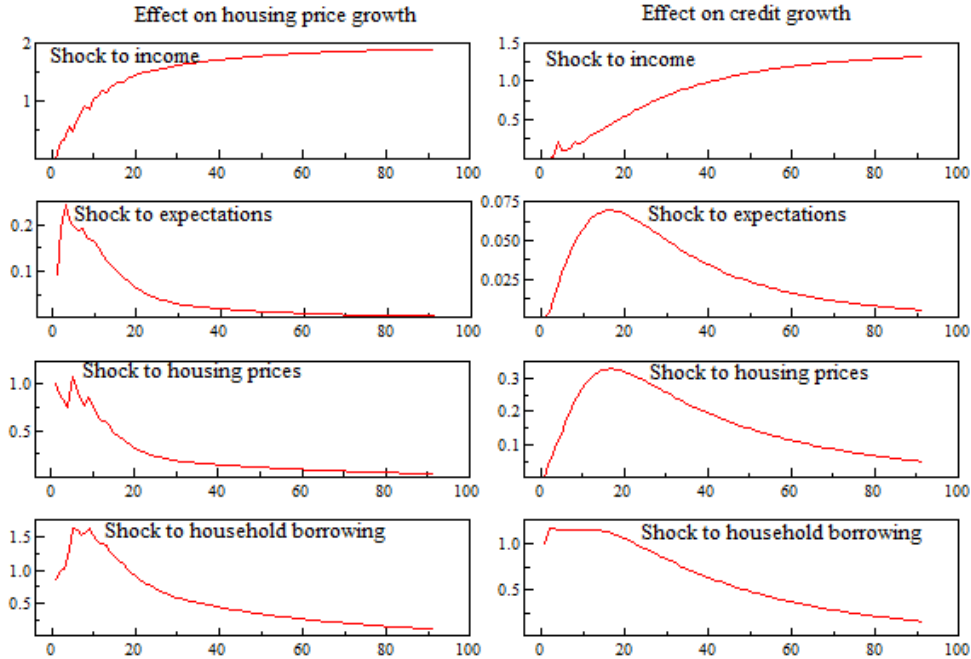 Effect on housing price growth
Effect on credit growth
Shock to income
2
1
0 20 40 60 80 100
Shock to income
1.5
1.0
0.5
0 20 40 60 80 100
Shock to expectations
0.2
0.1
0 20 40 60 80 100
Shock to expectations
0.075
0.025
0 20 40 60 80 100
Shock to housing prices
1.0
0.5
0 20 40 60 80 100
Shock to housing prices
0.3
0.2
0.1
0 20 40 60 80 100
Shock to household borrowing
1.5
1.0
0.5
0 20 40 60 80 100
Shock to household borrowing
1.0
0.5
0 20 40 60 80 100